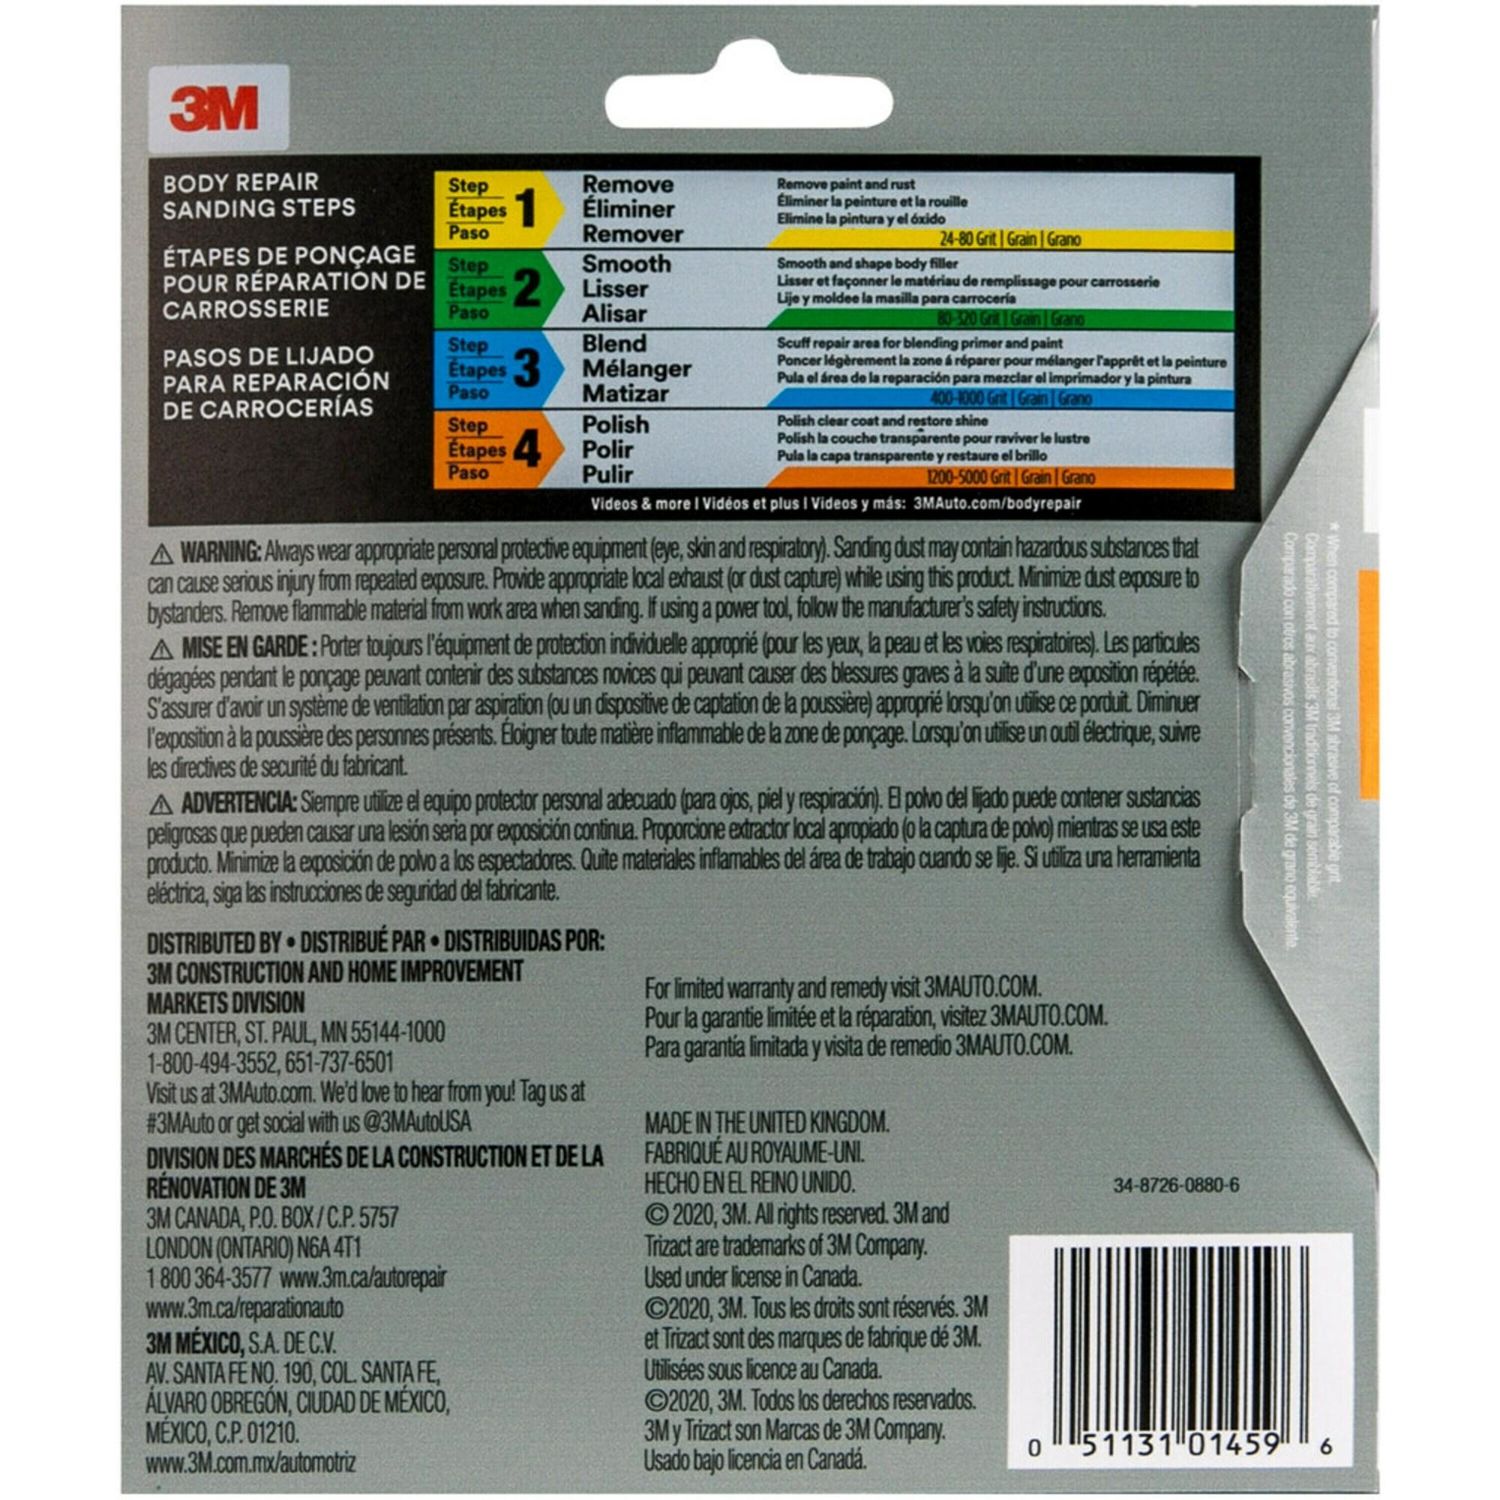 3M
BODY REPAIR
SANDING STEPS
ÉTAPES DE PONÇAGE
POUR RÉPARATION DE
CARROSSERIE
PASOS DE LIJADO
PARA REPARACIÓN
DE CARROCERÍAS
Step
Étapes 1
Paso
Remove
Éliminer
Remover
Remove paint and rust
Éliminer la peinture et la rouille
Elimine la pintura y el óxido
24-80 Grit | Grain | Grano
Step
Étapes 2
Paso
Smooth
Lisser
Alisar
Smooth and shape body filler
Lisser et façonner le matériau de remplissage pour carrosserie
Lije y moldee la masilla para carrocería
80-320 Grit | Grain | Grano
Step
Étapes 3
Paso
Blend
Mélanger
Matizar
Scuff repair area for blending primer and paint
Poncer légèrement la zone á réparer pour mélanger l'apprêt et la peinture
Pula el área de la reparación para mezclar el imprimador y la pintura
400-1000 Grit | Grain | Grano
Step
Étapes 4
Paso
Polish
Polir
Pulir
Polish clear coat and restore shine
Polish la couche transparente pour raviver le lustre
Pula la capa transparente y restaure el brillo
1200-5000 Grit | Grain | Grano
Videos & more | Vidéos et plus | Videos y más: 3MAuto.com/bodyrepair
⚠ WARNING: Always wear appropriate personal protective equipment (eye, skin and respiratory). Sanding dust may contain hazardous substances that
can cause serious injury from repeated exposure. Provide appropriate local exhaust (or dust capture) while using this product. Minimize dust exposure to
bystanders. Remove flammable material from work area when sanding. If using a power tool, follow the manufacturer's safety instructions.
⚠ MISE EN GARDE : Porter toujours l'équipment de protection individuelle approprié (pour les yeux, la peau et les voies respiratoires). Les particules
dégagées pendant le ponçage peuvant contenir des substances novices qui peuvant causer des blessures graves à la suite d'une exposition répétée.
S'assurer d'avoir un système de ventilation par aspiration (ou un dispositive de captation de la poussière) approprié lorsqu'on utilise ce porduit. Diminuer
l'exposition à la poussière des personnes présents. Éloigner toute matière inflammable de la zone de ponçage. Lorsqu'on utilise un outil électrique, suivre
les directives de securité du fabricant.
⚠ ADVERTENCIA: Siempre utilize el equipo protector personal adecuado (para ojos, piel y respiración). El polvo del lijado puede contener sustancias
peligrosas que pueden causar una lesión seria por exposición continua. Proporcione extractor local apropiado (o la captura de polvo) mientras se usa este
producto. Minimize la exposición de polvo a los espectadores. Quite materiales inflamables del área de trabajo cuando se lije. Si utiliza una herramienta
eléctrica, siga las instrucciones de seguridad del fabricante.
DISTRIBUTED BY • DISTRIBUÉ PAR • DISTRIBUIDAS POR:
3M CONSTRUCTION AND HOME IMPROVEMENT
MARKETS DIVISION
3M CENTER, ST. PAUL, MN 55144-1000
1-800-494-3552, 651-737-6501
Visit us at 3MAuto.com. We'd love to hear from you! Tag us at
#3MAuto or get social with us @3MAutoUSA
DIVISION DES MARCHÉS DE LA CONSTRUCTION ET DE LA
RÉNOVATION DE 3M
3M CANADA, P.O. BOX / C.P. 5757
LONDON (ONTARIO) N6A 4T1
1 800 364-3577 www.3m.ca/autorepair
www.3m.ca/reparationauto
3M MÉXICO, S.A. DE C.V.
AV. SANTA FE NO. 190, COL. SANTA FE,
ÁLVARO OBREGÓN, CIUDAD DE MÉXICO,
MÉXICO, C.P. 01210.
www.3M.com.mx/automotriz
For limited warranty and remedy visit 3MAUTO.COM.
Pour la garantie limitée et la réparation, visitez 3MAUTO.COM.
Para garantía limitada y visita de remedio 3MAUTO.COM.
MADE IN THE UNITED KINGDOM.
FABRIQUÉ AU ROYAUME-UNI.
HECHO EN EL REINO UNIDO.
© 2020, 3M. All rights reserved. 3M and
Trizact are trademarks of 3M Company.
Used under license in Canada.
©2020, 3M. Tous les droits sont réservés. 3M
et Trizact sont des marques de fabrique dé 3M.
Utilisées sous licence au Canada.
©2020, 3M. Todos los derechos reservados.
3M y Trizact son Marcas de 3M Company.
Usado bajo licencia en Canadá.
* When compared to conventional 3M abrasive of comparable grit.
Comparativement aux abrasifs 3M traditionnels de grain semblable.
Comparado con otros abrasivos convencionales de 3M de grano equivalente.
34-8726-0880-6
0 51131 01459 6